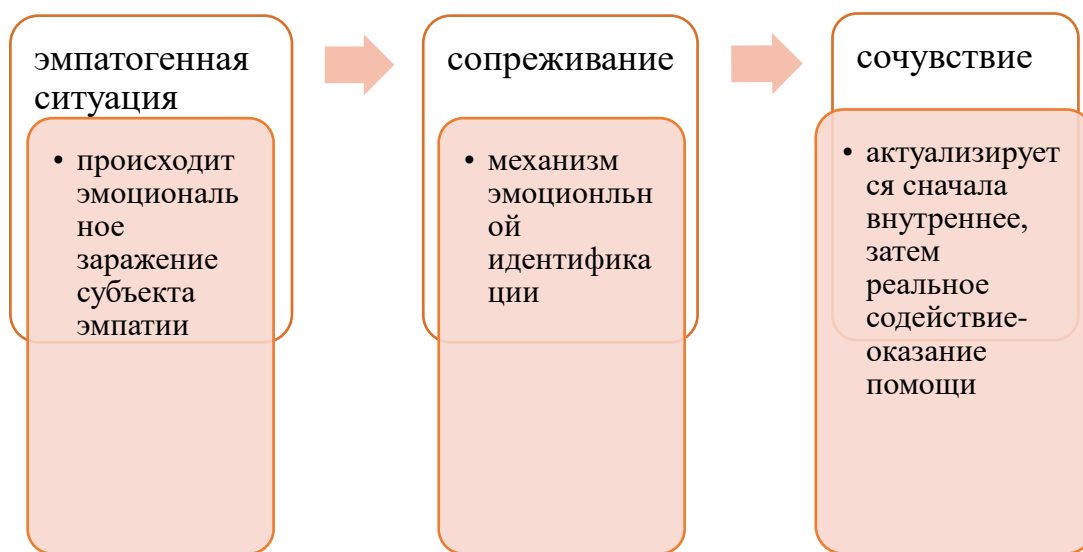 эмпатогенная
ситуация
• происходит
эмоциональ
ное
заражение
субъекта
эмпатии
сопреживание
• механизм
эмоционльн
ой
идентифика
ции
сочувствие
• актуализирует
ся сначала
внутреннее,
затем
реальное
содействие-
оказание
помощи